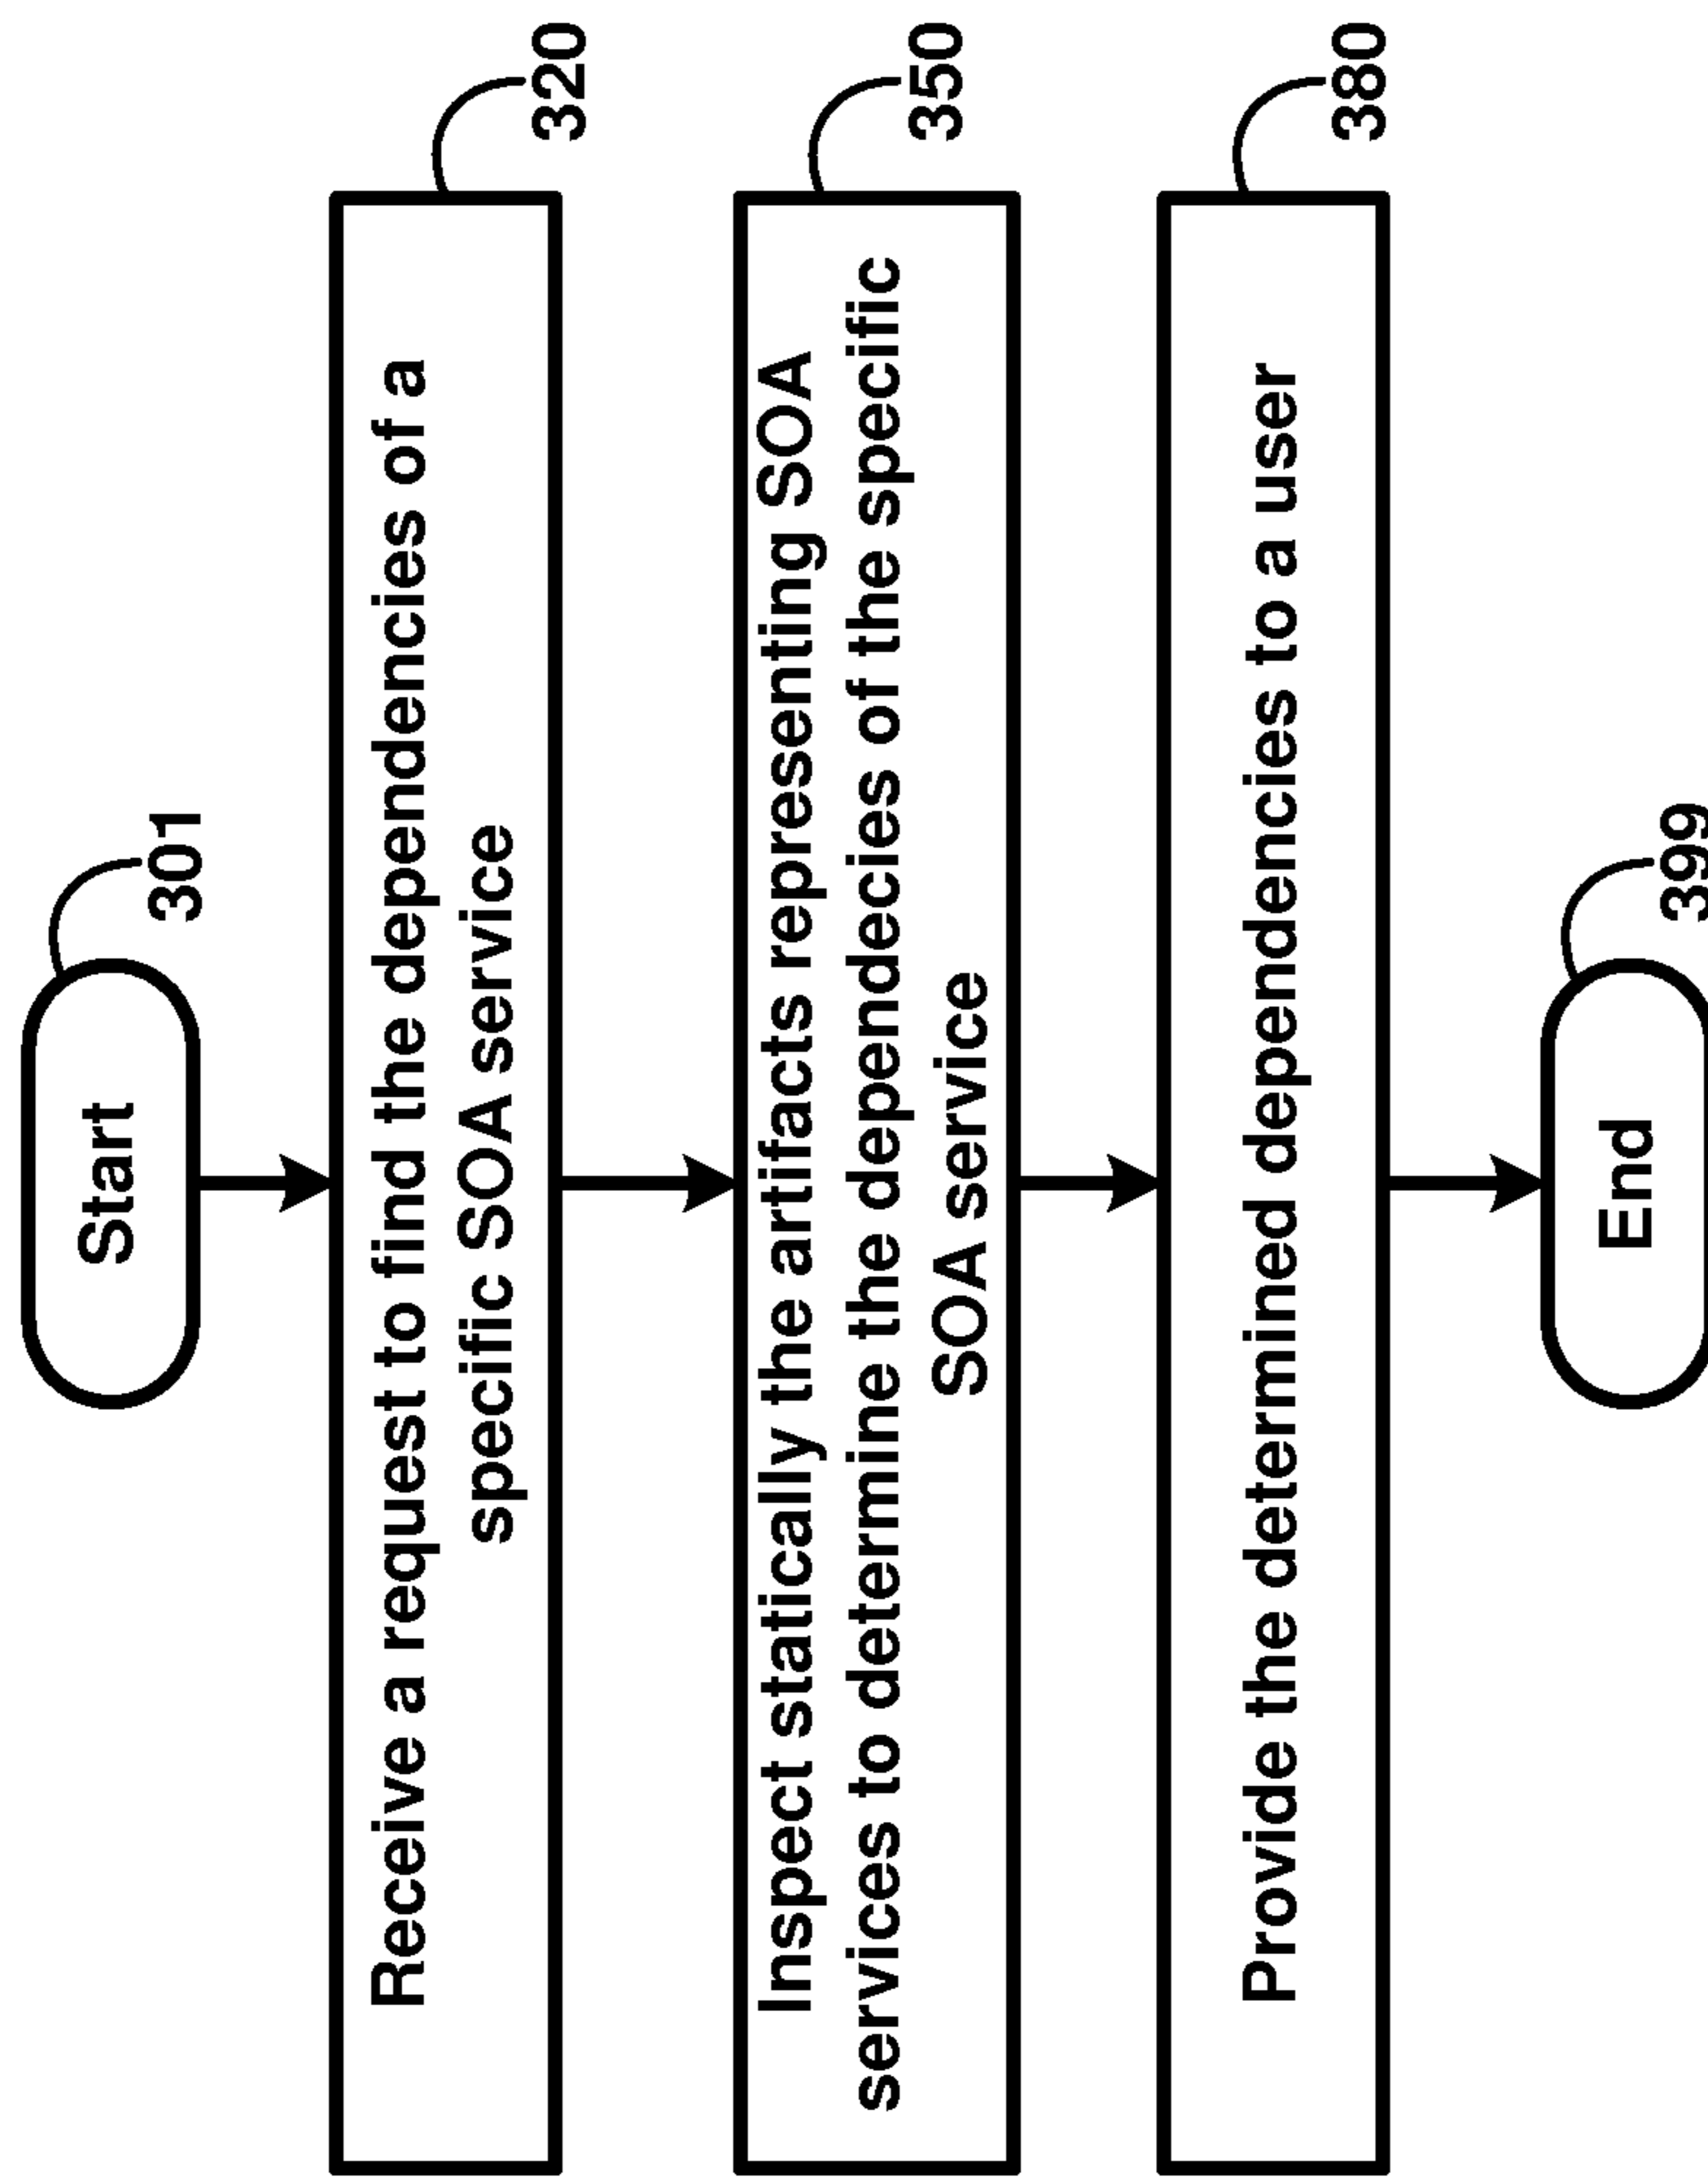 Start
301
Receive a request to find the dependencies of a
specific SOA service
320
Inspect statically the artifacts representing SOA
services to determine the dependecies of the specific
SOA service
350
Provide the determined dependencies to a user
380
End
399